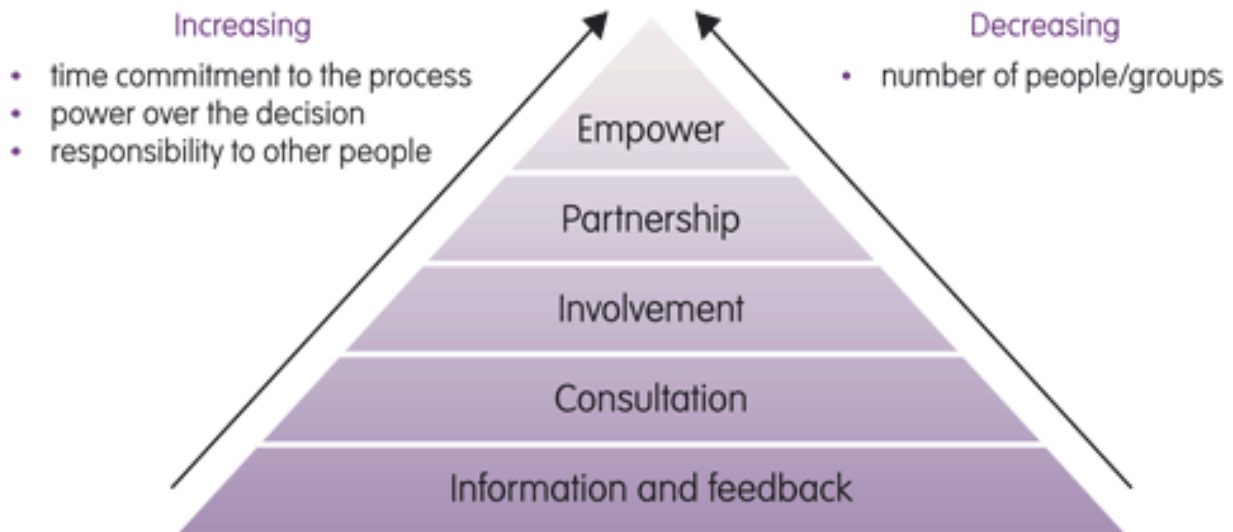 Increasing
• time commitment to the process
• power over the decision
• responsibility to other people
Decreasing
• number of people/groups
Empower
Partnership
Involvement
Consultation
Information and feedback